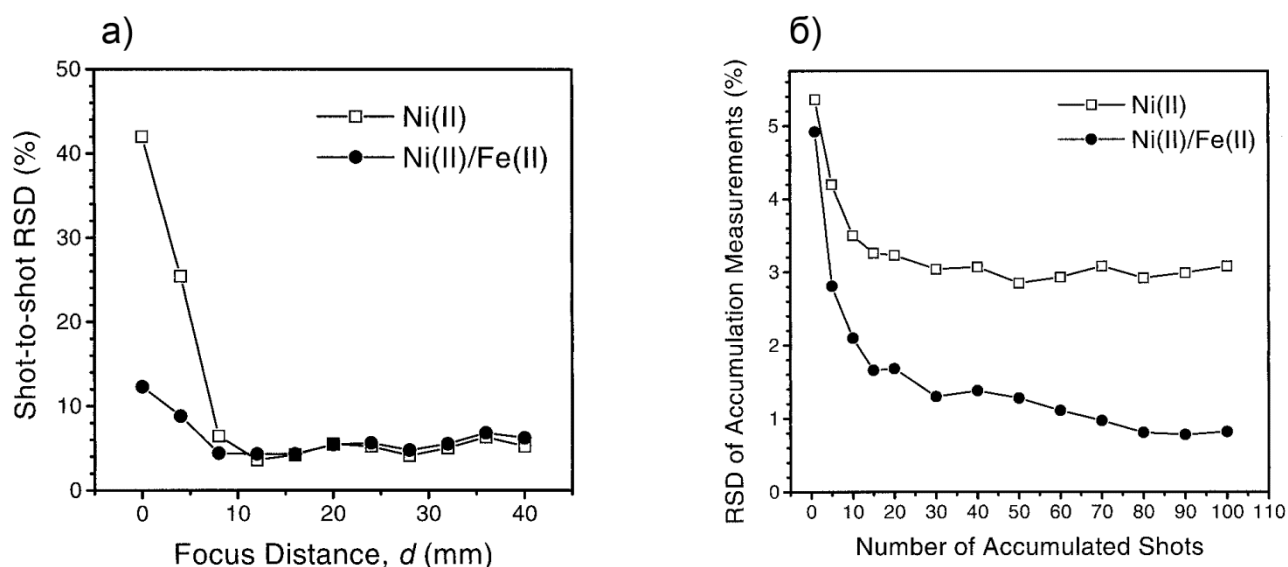 а)
50
40
30
20
10
0
Shot-to-shot RSD (%)
Ni(II)
Ni(II)/Fe(II)
0 10 20 30 40
Focus Distance, d (mm)
б)
5
4
3
2
1
0
RSD of Accumulation Measurements (%)
Ni(II)
Ni(II)/Fe(II)
0 10 20 30 40 50 60 70 80 90 100 110
Number of Accumulated Shots